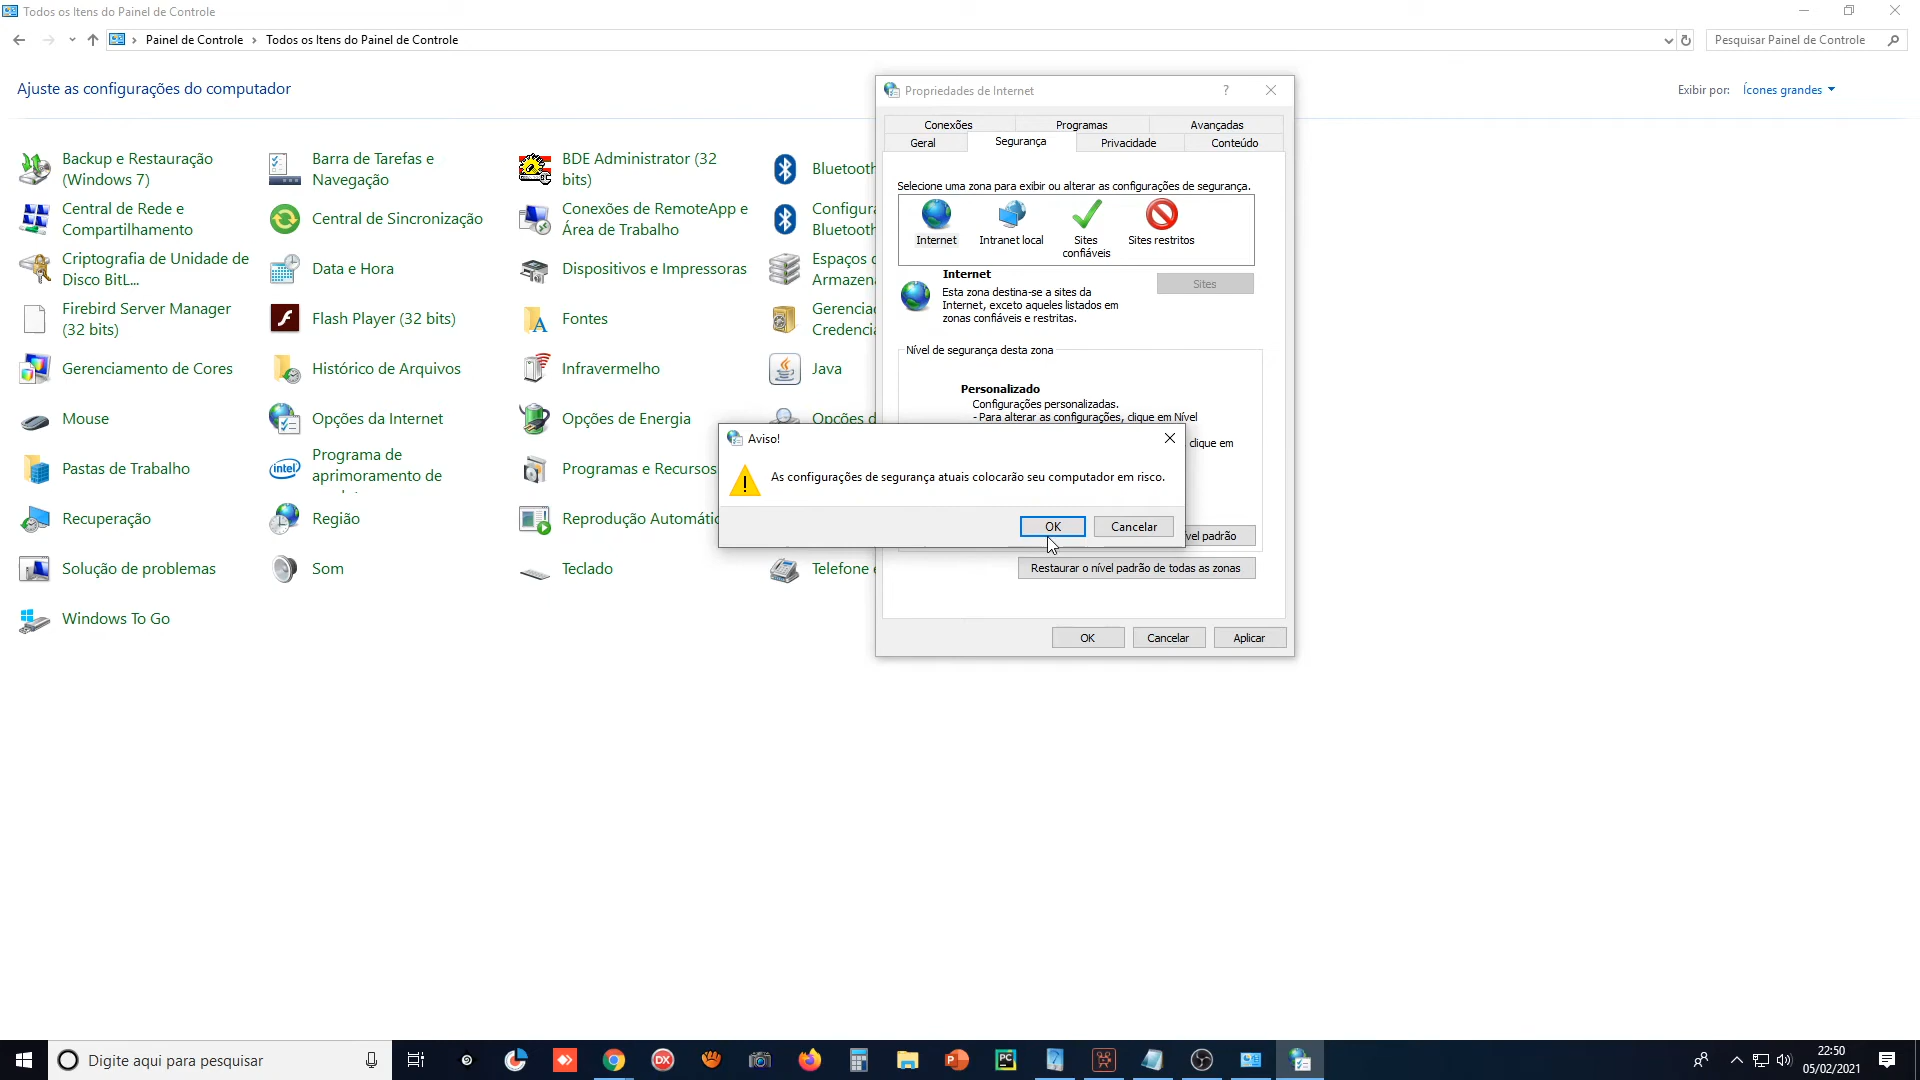 Todos os Itens do Painel de Controle
Painel de Controle
Todos os Itens do Painel de Controle
Pesquisar Painel de Controle
Ajuste as configurações do computador
Exibir por:
Ícones grandes
Backup e Restauração
(Windows 7)
Barra de Tarefas e
Navegação
BDE Administrator (32
bits)
Bluetooth
Central de Rede e
Compartilhamento
Central de Sincronização
Conexões de RemoteApp e
Área de Trabalho
Bluetooth
Criptografia de Unidade de
Disco BitL...
Data e Hora
Dispositivos e Impressoras
Firebird Server Manager
(32 bits)
Flash Player (32 bits)
Fontes
Gerenciamento de Cores
Histórico de Arquivos
Infravermelho
Java
Mouse
Opções da Internet
Opções de Energia
Opções d
Pastas de Trabalho
Programa de
aprimoramento de
Programas e Recursos
Recuperação
Região
Solução de problemas
Som
Teclado
Telefone e
Windows To Go
Propriedades de Internet
?
Conexões
Programas
Avançadas
Geral
Segurança
Privacidade
Conteúdo
Selecione uma zona para exibir ou alterar as configurações de segurança.
Internet
Intranet local
Sites
confiáveis
Sites restritos
Internet
Sites
Esta zona destina-se a sites da
Internet, exceto aqueles listados em
zonas confiáveis e restritas.
Nível de segurança desta zona
Personalizado
Configurações personalizadas.
- Para alterar as configurações, clique em Nível
clique em
padrão
Restaurar o nível padrão de todas as zonas
OK
Cancelar
Aplicar
Aviso!
As configurações de segurança atuais colocarão seu computador em risco.
OK
Cancelar
Digite aqui para pesquisar
22:50
05/02/2021